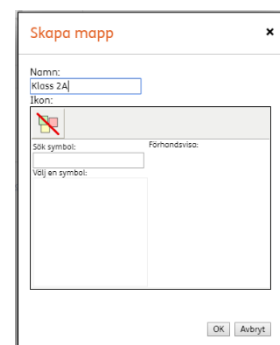 Skapa mapp
Namn:
Klass 2A
Ikon:
Sök symbol:
Förhandsvisa:
Välj en symbol:
OK
Avbryt